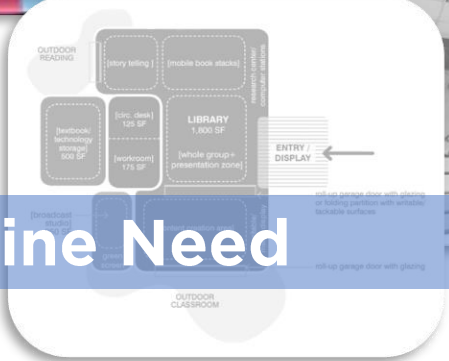 OUTDOOR
READING
[story telling ]
[mobile book stacks]
research center/
computer stations
[circ. desk]
125 SF
LIBRARY
1,800 SF
[textbook/
technology
storage]
500 SF
[workroom]
175 SF
[whole group+
presentation zone]
ENTRY /
DISPLAY
roll-up garage door with glazing
or folding partition with writable/
tackable surfaces
[broadcast
studio]
ine Need
roll-up garage door with glazing
OUTDOOR
CLASSROOM